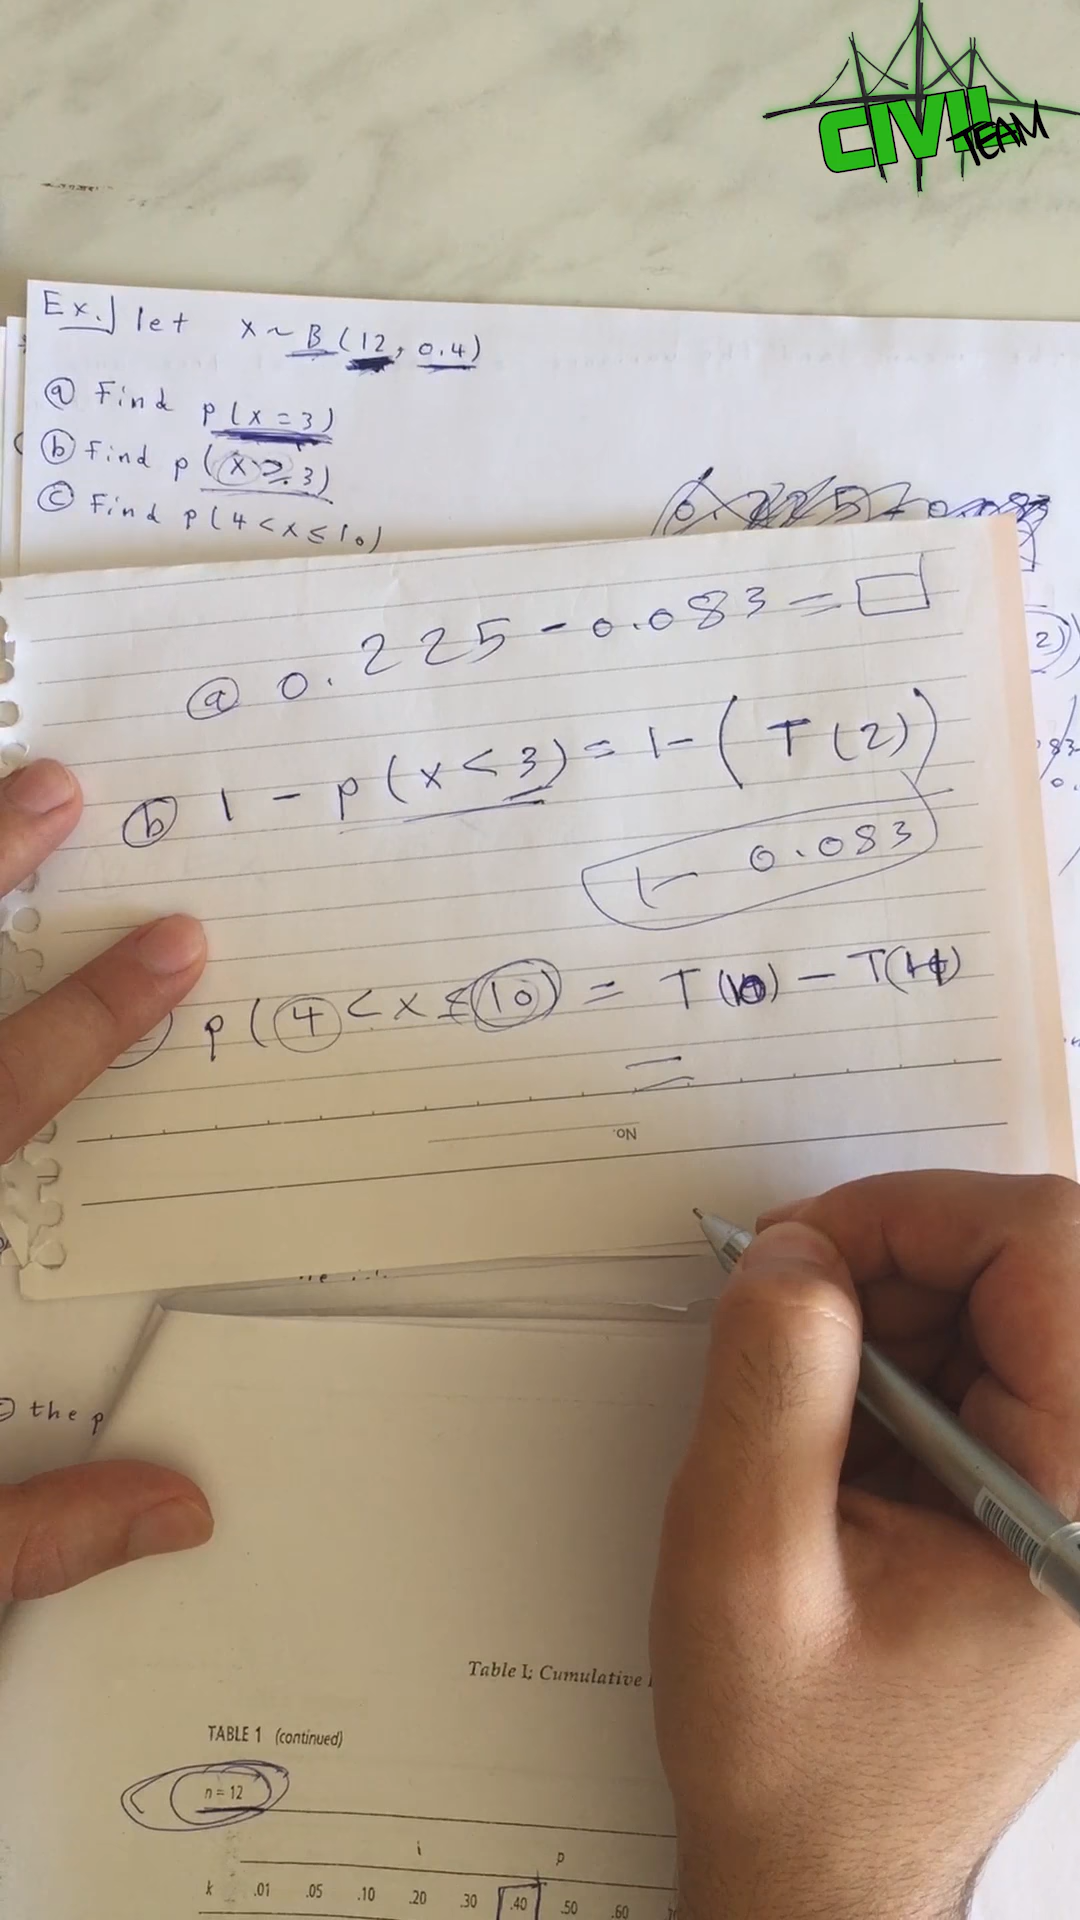 CIVIL TEAM
Ex. let x ~ B (12, 0.4)
a Find p(x = 3)
b Find p(x ≥ 3)
c Find p(4 < x ≤ 10)
a 0.225 - 0.083 =
b 1 - p(x < 3) = 1 - (T(2))
1 - 0.083
p(4 < x ≤ 10) = T(10) - T(
=
No.
the p
Table I: Cumulative
TABLE 1 (continued)
n = 12
p
k .01 .05 .10 .20 .30 .40 .50 .60